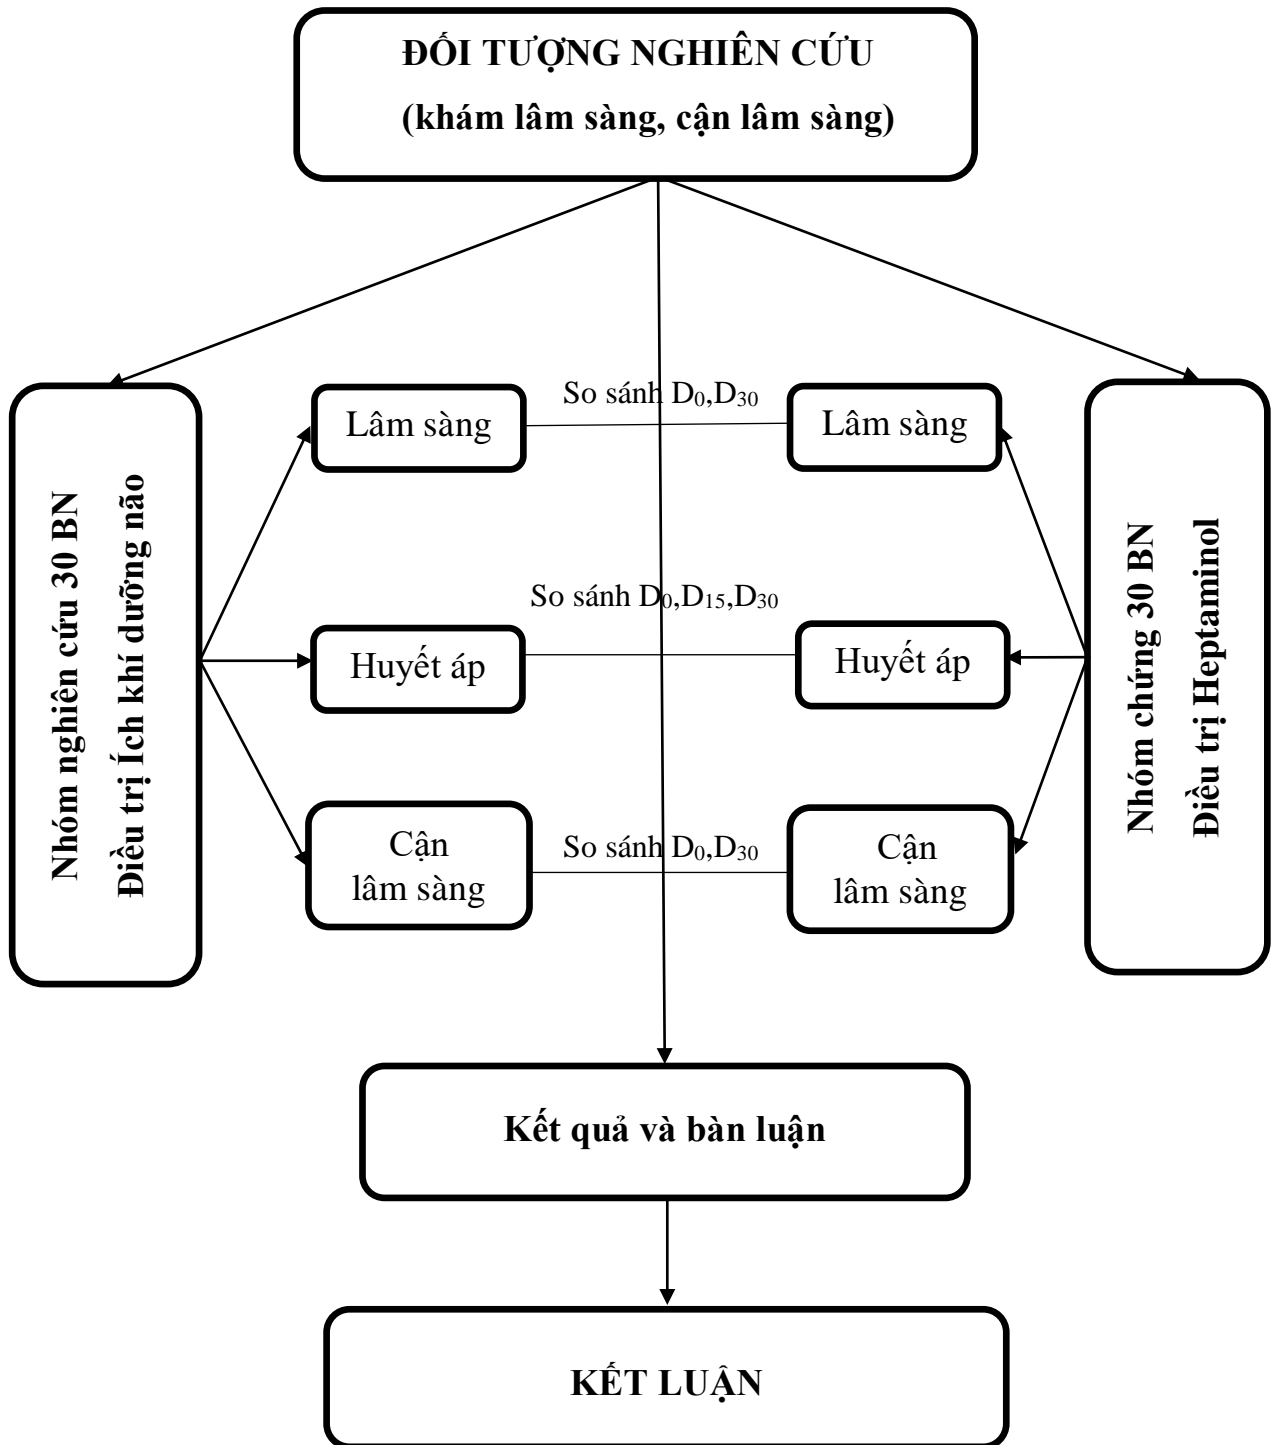 ĐỐI TƯỢNG NGHIÊN CỨU
(khám lâm sàng, cận lâm sàng)
Nhóm nghiên cứu 30 BN
Điều trị Ích khí dưỡng não
Lâm sàng
So sánh D₀,D₃₀
Lâm sàng
Huyết áp
So sánh D₀,D₁₅,D₃₀
Huyết áp
Cận
lâm sàng
So sánh D₀,D₃₀
Cận
lâm sàng
Nhóm chứng 30 BN
Điều trị Heptaminol
Kết quả và bàn luận
KẾT LUẬN